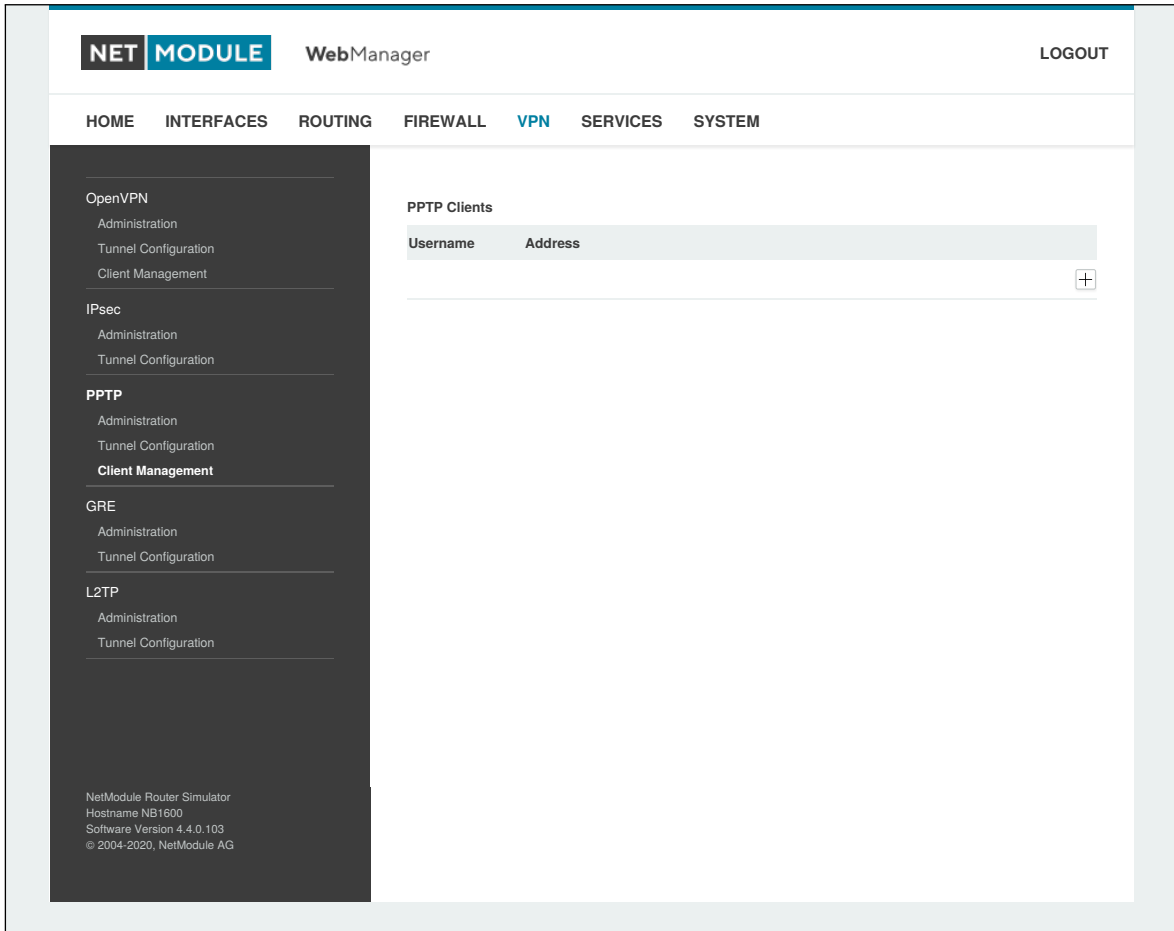 NET MODULE WebManager LOGOUT
HOME INTERFACES ROUTING FIREWALL VPN SERVICES SYSTEM
OpenVPN
Administration
Tunnel Configuration
Client Management
IPsec
Administration
Tunnel Configuration
PPTP
Administration
Tunnel Configuration
Client Management
GRE
Administration
Tunnel Configuration
L2TP
Administration
Tunnel Configuration
NetModule Router Simulator
Hostname NB1600
Software Version 4.4.0.103
© 2004-2020, NetModule AG
PPTP Clients
Username Address